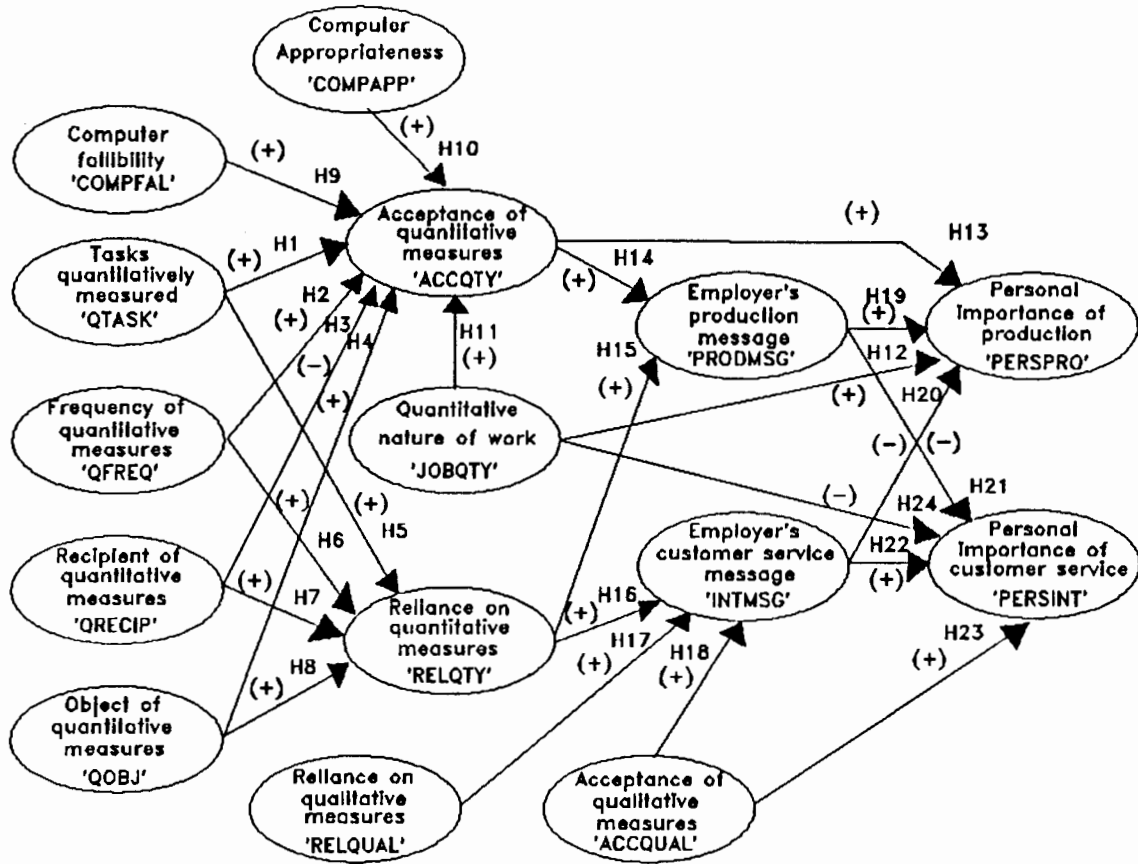 Computer
Appropriateness
'COMPAPP'
(+)
H10
Computer
fallibility
'COMPFAL'
(+)
H9
Acceptance of
quantitative
measures
'ACCQTY'
Tasks
quantitatively
measured
'QTASK'
(+)
H1
H2
(+)
H3
(-)
H4
(+)
H11
(+)
(+)
H13
H14
(+)
Employer's
production
message
'PRODMSG'
H19
(+)
Personal
Importance of
production
'PERSPRO'
H12
(+)
H15
(+)
H20
(-)
(-)
Frequency of
quantitative
measures
'QFREQ'
Quantitative
nature of work
'JOBQTY'
(+)
(+)
H5
H6
(-)
H24
H21
Recipient of
quantitative
measures
'QRECIP'
(+)
H7
Reliance on
quantitative
measures
'RELQTY'
Employer's
customer service
message
'INTMSG'
H22
(+)
Personal
Importance of
customer service
'PERSINT'
H16
(+)
H17
(+)
H18
(+)
H23
(+)
Object of
quantitative
measures
'QOBJ'
(+)
H8
Reliance on
qualitative
measures
'RELQUAL'
Acceptance of
qualitative
measures
'ACCQUAL'